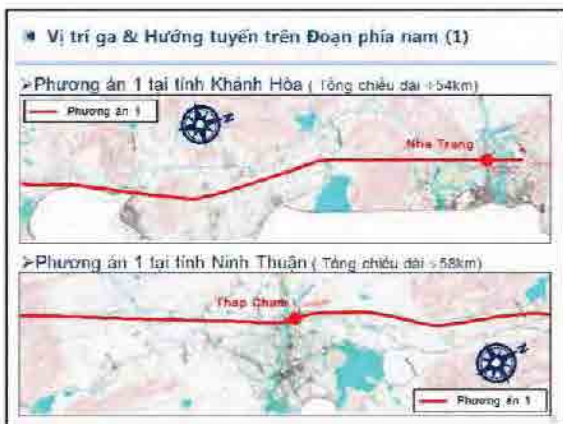 Vị trí ga & Hướng tuyến trên Đoạn phía nam (1)
➢Phương án 1 tại tỉnh Khánh Hòa ( Tổng chiều dài ÷54km)
Phương án 1
N
Nha Trang
➢Phương án 1 tại tỉnh Ninh Thuận ( Tổng chiều dài ÷58km)
Thap Cham
N
Phương án 1